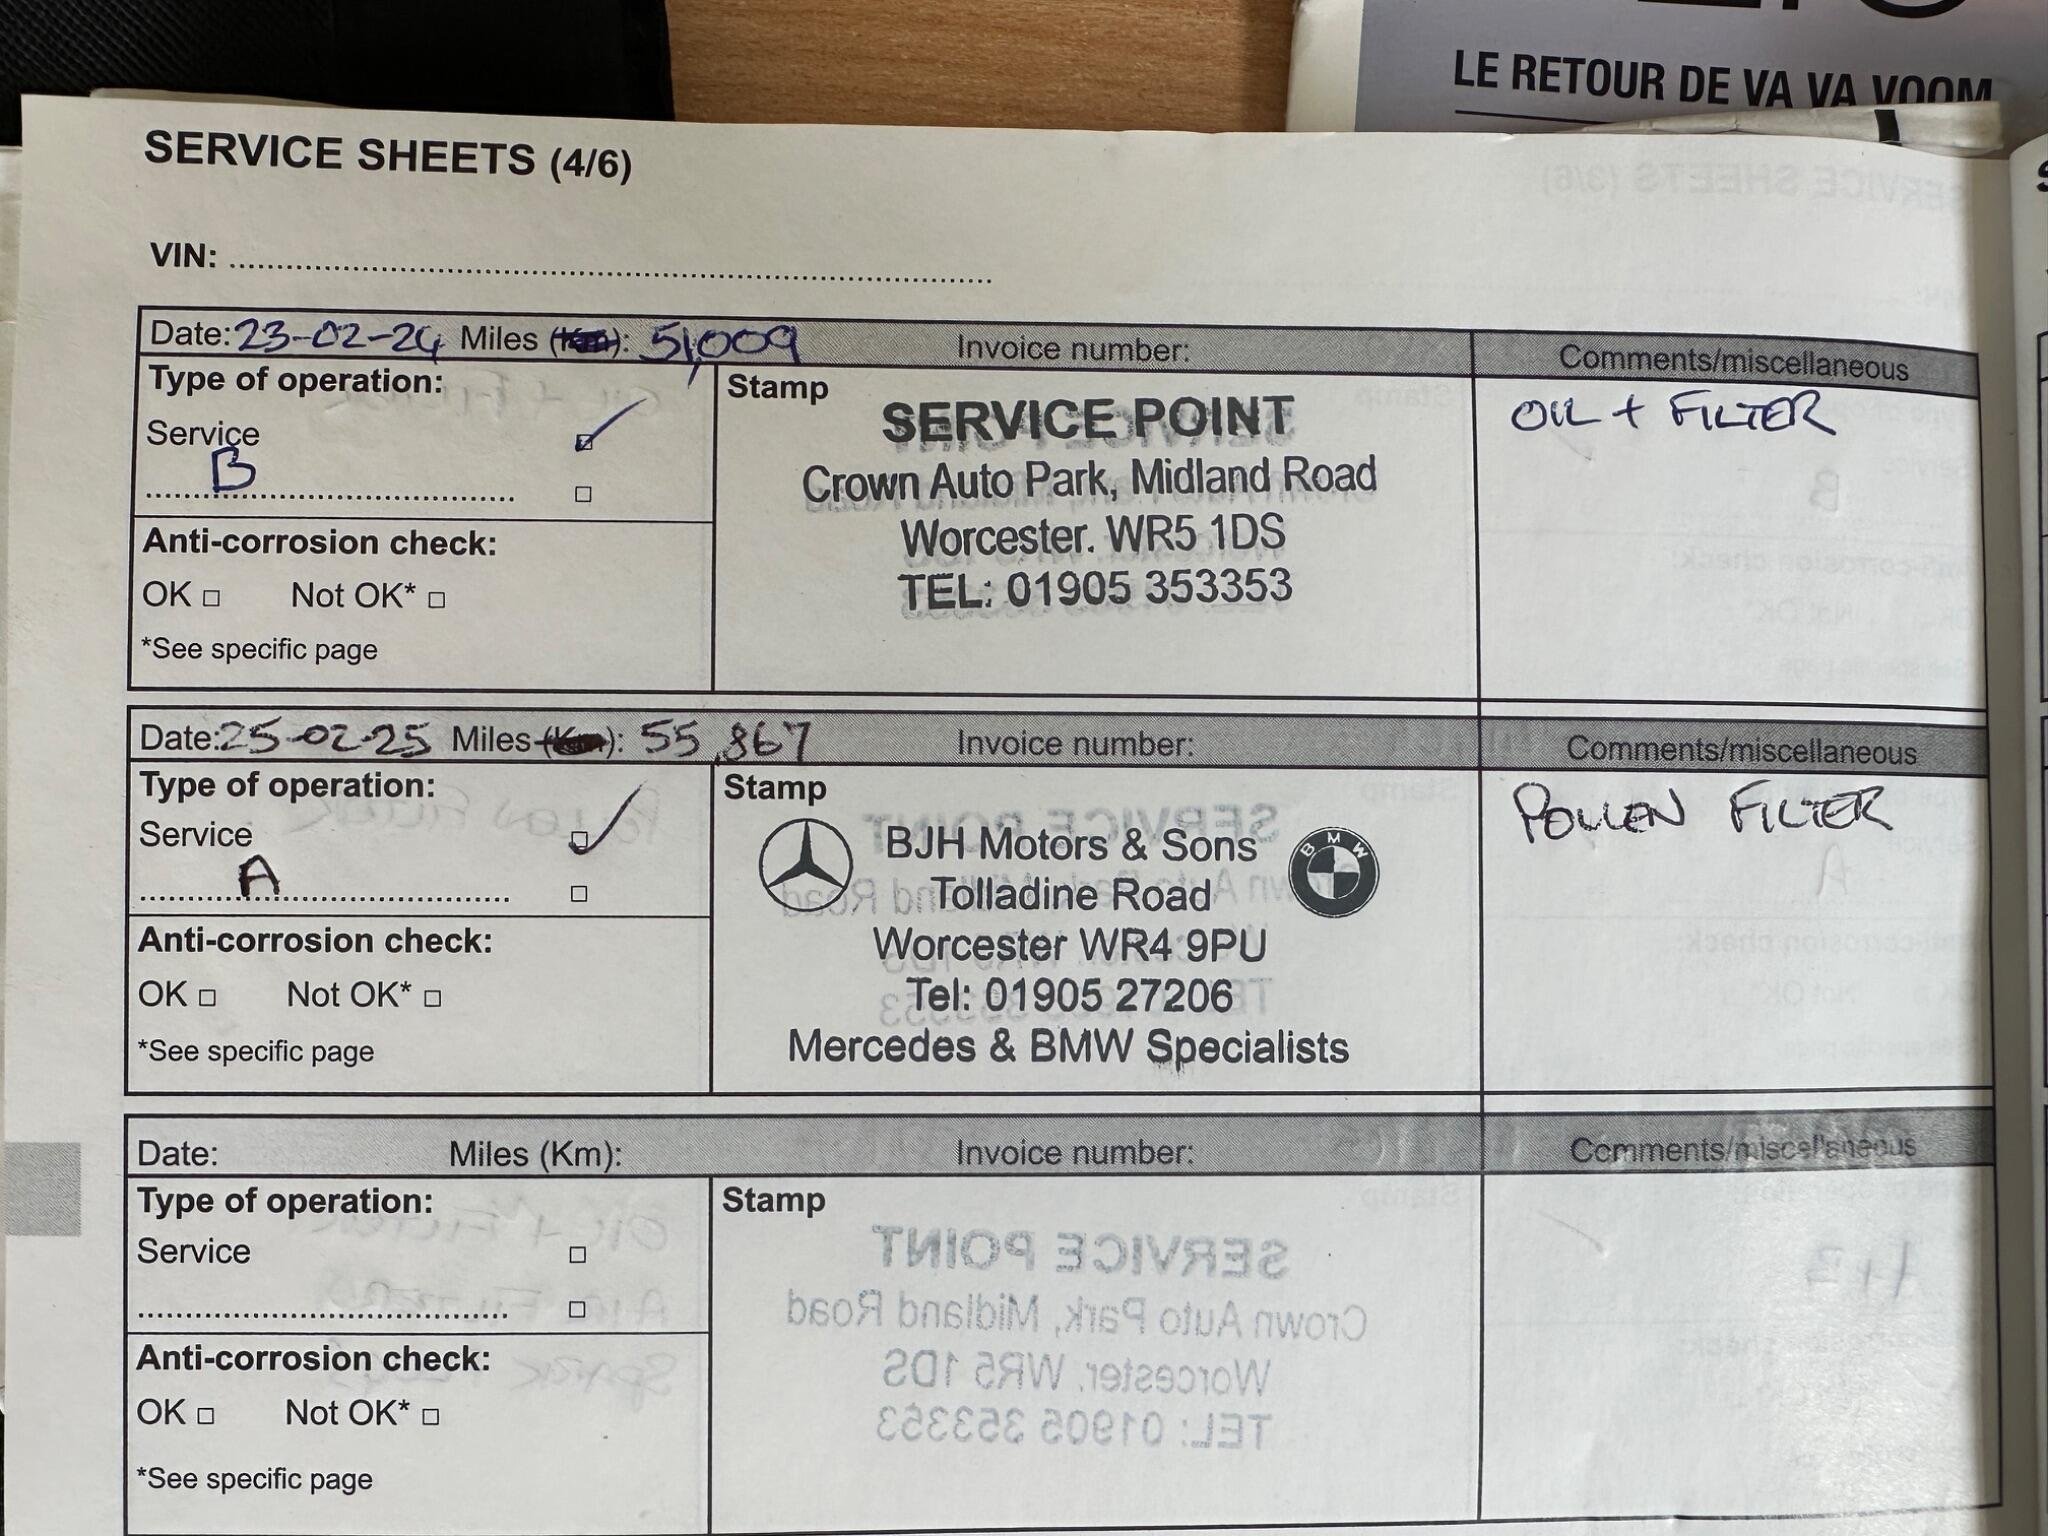 LE RETOUR DE VA VA VOOM
SERVICE SHEETS (4/6)
VIN:
Date: 23-02-24 Miles (Km): 51,009 Invoice number: Comments/miscellaneous
Type of operation:
Service
B
Anti-corrosion check:
OK □ Not OK* □
*See specific page
Stamp
SERVICE POINT
Crown Auto Park, Midland Road
Worcester. WR5 1DS
TEL: 01905 353353
OIL + FILTER
Date: 25-02-25 Miles (Km): 55,867 Invoice number: Comments/miscellaneous
Type of operation:
Service
A
Anti-corrosion check:
OK □ Not OK* □
*See specific page
Stamp
BJH Motors & Sons
BMW
Tolladine Road
Worcester WR4 9PU
Tel: 01905 27206
Mercedes & BMW Specialists
POLLEN FILTER
Date: Miles (Km): Invoice number: Comments/miscellaneous
Type of operation:
Service
Anti-corrosion check:
OK □ Not OK* □
*See specific page
Stamp